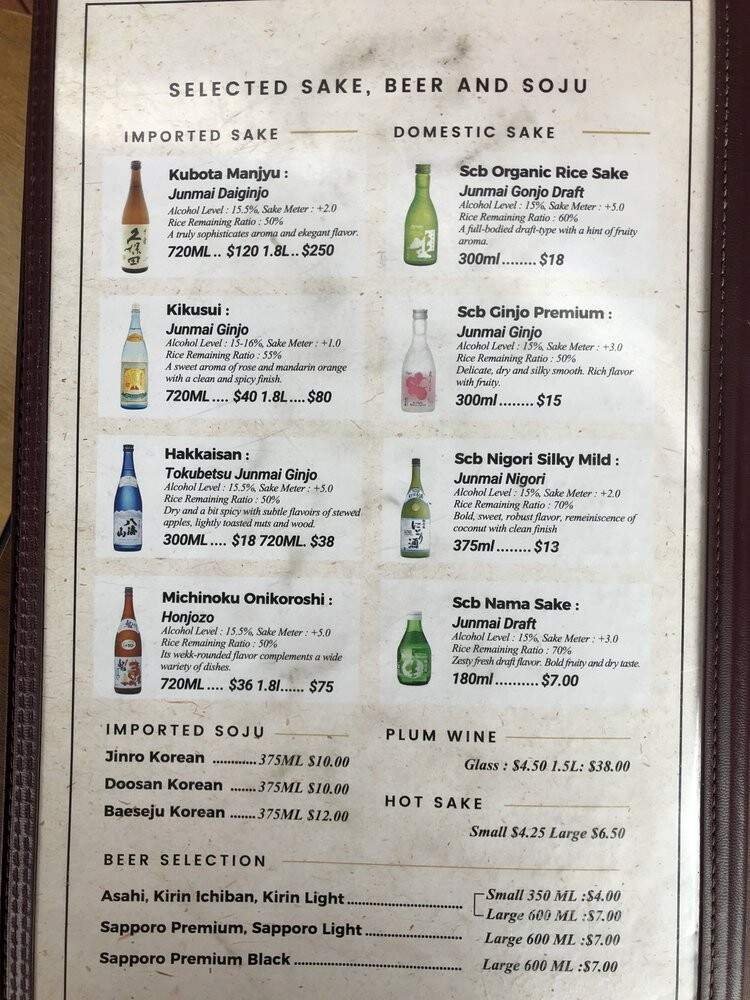 SELECTED SAKE, BEER AND SOJU
IMPORTED SAKE
Kubota Manjyu :
Junmai Daiginjo
Alcohol Level : 15.5%, Sake Meter : +2.0
Rice Remaining Ratio : 50%
A truly sophisticates aroma and ekegant flavor.
720ML.. $120 1.8L..$250
久保田
Kikusui :
Junmai Ginjo
Alcohol Level : 15-16%, Sake Meter : +1.0
Rice Remaining Ratio : 55%
A sweet aroma of rose and mandarin orange
with a clean and spicy finish.
720ML.... $40 1.8L....$80
Hakkaisan :
Tokubetsu Junmai Ginjo
Alcohol Level : 15.5%, Sake Meter : +5.0
Rice Remaining Ratio : 50%
Dry and a bit spicy with subtle flavoirs of stewed
apples, lightly toasted nuts and wood.
300ML.... $18 720ML. $38
八海山
Michinoku Onikoroshi :
Honjozo
Alcohol Level : 15.5%, Sake Meter : +5.0
Rice Remaining Ratio : 50%
Its wekk-rounded flavor complements a wide
wariety of dishes.
720ML.... $36 1.8l...... $75
DOMESTIC SAKE
Scb Organic Rice Sake
Junmai Gonjo Draft
Alcohol Level : 15%, Sake Meter : +5.0
Rice Remaining Ratio : 60%
A full-bodied draft-type with a hint of fruity
aroma.
300ml........ $18
Scb Ginjo Premium :
Junmai Ginjo
Alcohol Level : 15%, Sake Meter : +3.0
Rice Remaining Ratio : 50%
Delicate, dry and silky smooth. Rich flavor
with fruity.
300ml........ $15
Scb Nigori Silky Mild :
Junmai Nigori
Alcohol Level : 15%, Sake Meter : +2.0
Rice Remaining Ratio : 70%
Bold, sweet, robust flavor, remeiniscence of
coconut with clean finish
375ml........ $13
にごり酒
Scb Nama Sake :
Junmai Draft
Alcohol Level : 15%, Sake Meter : +3.0
Rice Remaining Ratio : 70%
Zesty fresh draft flavor. Bold fruity and dry taste.
180ml.......... $7.00
IMPORTED SOJU
Jinro Korean ............375ML $10.00
Doosan Korean .......375ML $10.00
Baeseju Korean .......375ML $12.00
PLUM WINE
Glass : $4.50 1.5L: $38.00
HOT SAKE
Small $4.25 Large $6.50
BEER SELECTION
Asahi, Kirin Ichiban, Kirin Light.............................. Small 350 ML :$4.00
Large 600 ML :$7.00
Sapporo Premium, Sapporo Light......................... Large 600 ML :$7.00
Sapporo Premium Black........................................... Large 600 ML :$7.00